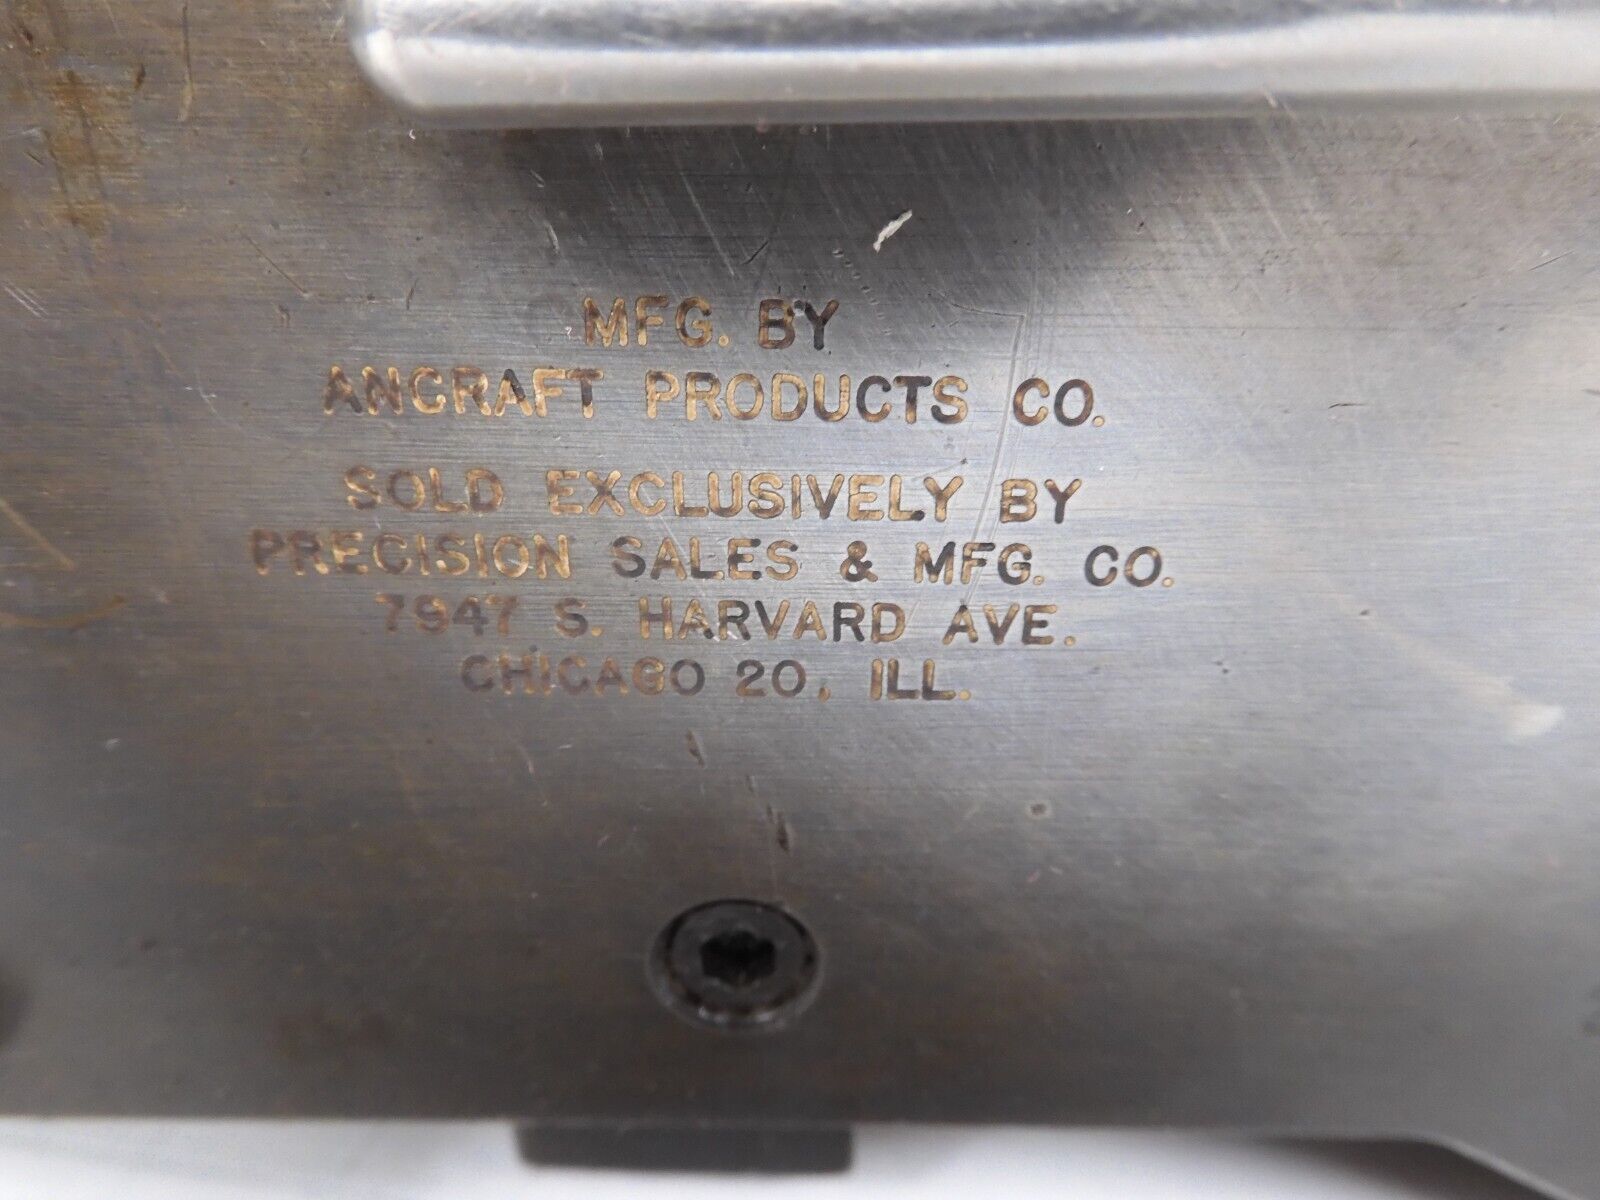 MFG. BY
ANCRAFT PRODUCTS CO.
SOLD EXCLUSIVELY BY
PRECISION SALES & MFG. CO.
7947 S. HARVARD AVE.
CHICAGO 20, ILL.